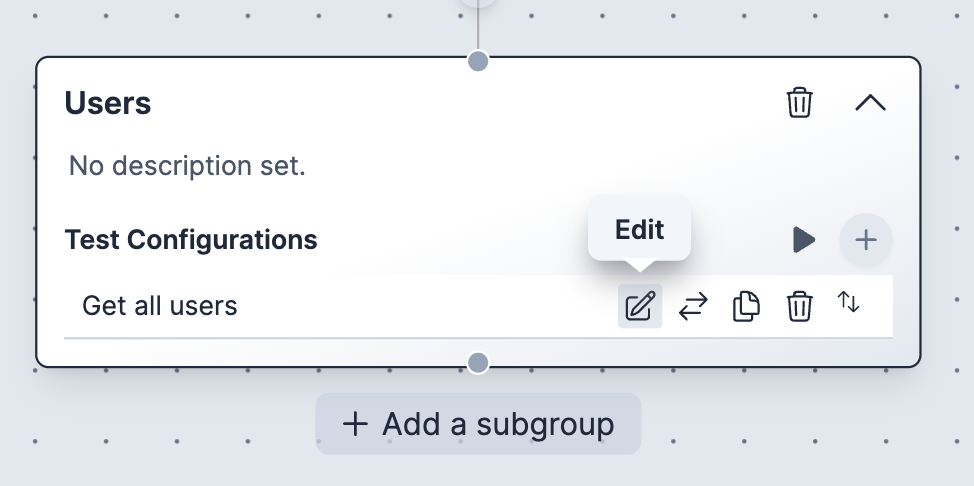 Users
No description set.
Test Configurations
Edit
Get all users
Add a subgroup